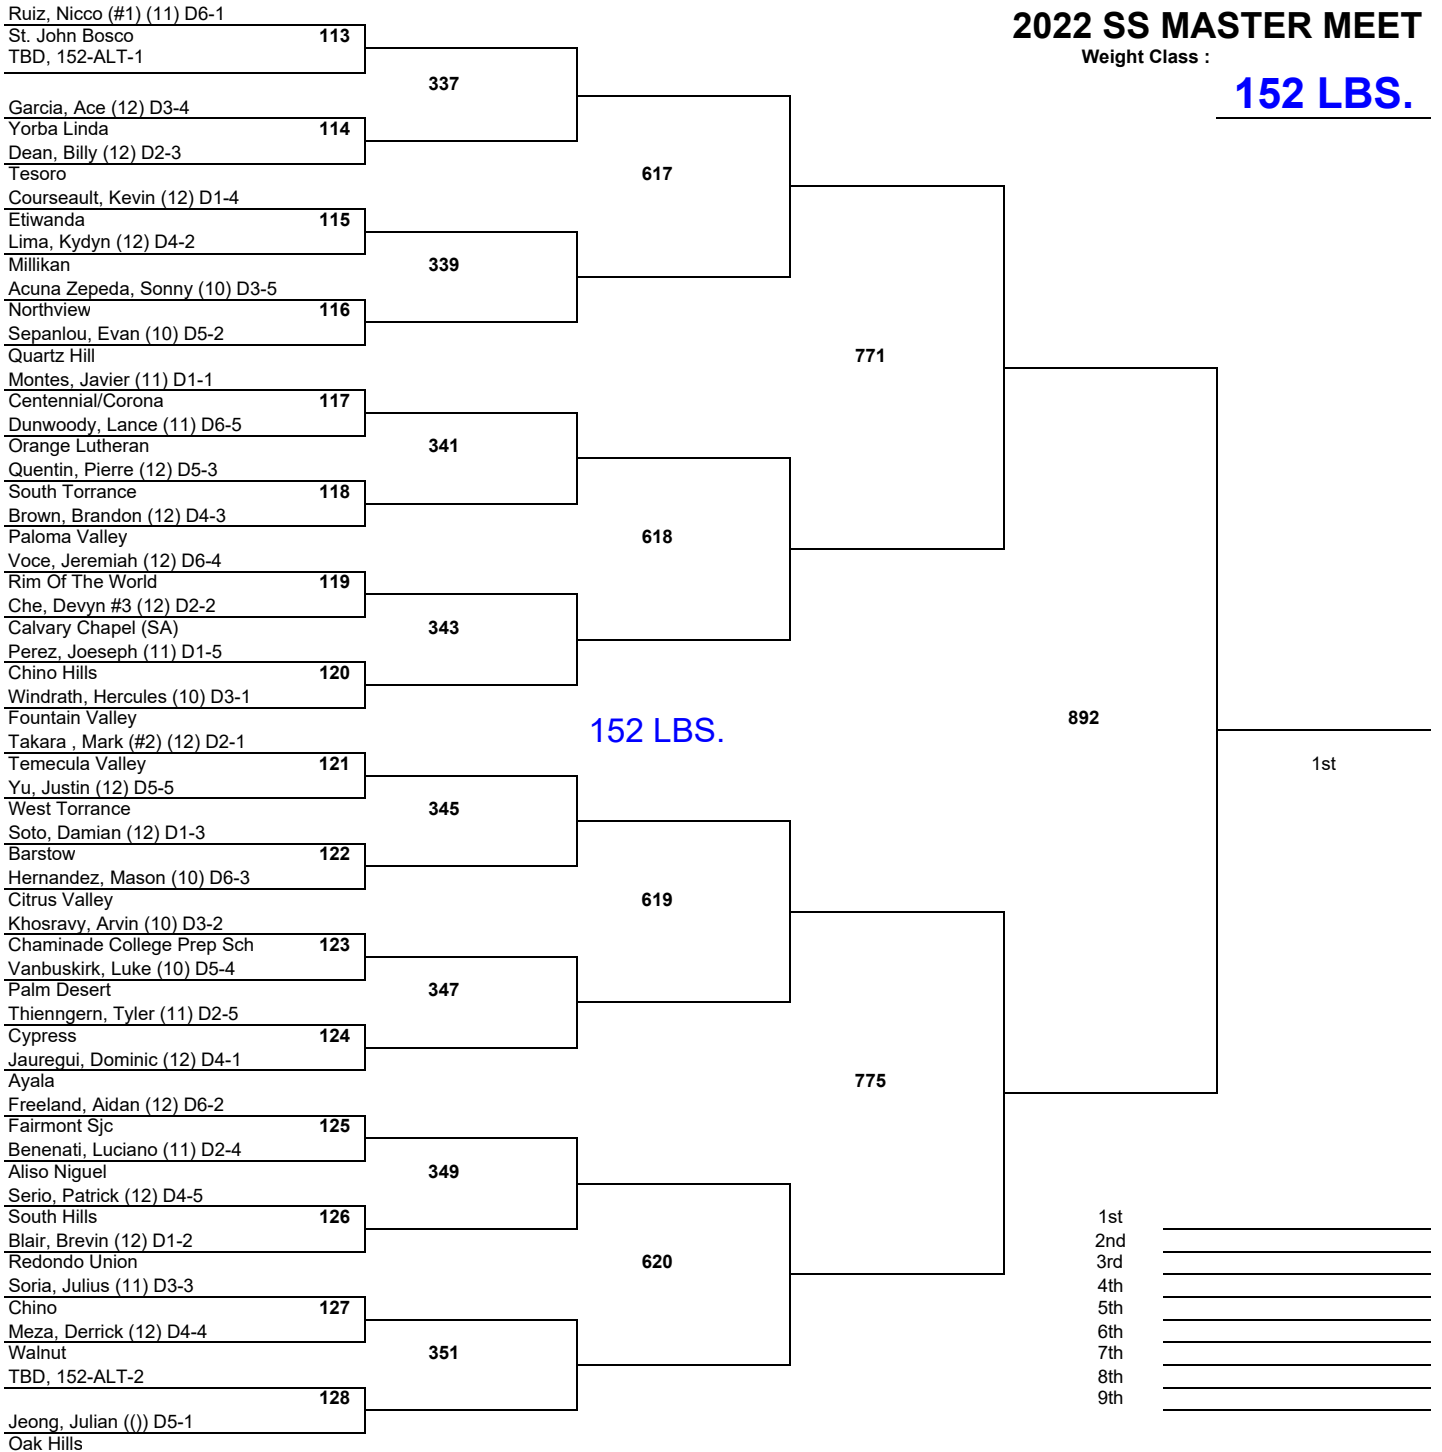 Ruiz, Nicco (#1) (11) D6-1
2022 SS MASTER MEET
St. John Bosco 113
TBD, 152-ALT-1
Weight Class :
337
152 LBS.
Garcia, Ace (12) D3-4
Yorba Linda 114
Dean, Billy (12) D2-3
Tesoro
617
Courseault, Kevin (12) D1-4
Etiwanda 115
Lima, Kydyn (12) D4-2
Millikan
339
Acuna Zepeda, Sonny (10) D3-5
Northview 116
Sepanlou, Evan (10) D5-2
Quartz Hill
771
Montes, Javier (11) D1-1
Centennial/Corona 117
Dunwoody, Lance (11) D6-5
Orange Lutheran
341
Quentin, Pierre (12) D5-3
South Torrance 118
Brown, Brandon (12) D4-3
Paloma Valley
618
Voce, Jeremiah (12) D6-4
Rim Of The World 119
Che, Devyn #3 (12) D2-2
Calvary Chapel (SA)
343
Perez, Joeseph (11) D1-5
Chino Hills 120
Windrath, Hercules (10) D3-1
Fountain Valley
892
152 LBS.
Takara , Mark (#2) (12) D2-1
Temecula Valley 121
1st
Yu, Justin (12) D5-5
West Torrance
345
Soto, Damian (12) D1-3
Barstow 122
Hernandez, Mason (10) D6-3
Citrus Valley
619
Khosravy, Arvin (10) D3-2
Chaminade College Prep Sch 123
Vanbuskirk, Luke (10) D5-4
Palm Desert
347
Thienngern, Tyler (11) D2-5
Cypress 124
Jauregui, Dominic (12) D4-1
Ayala
775
Freeland, Aidan (12) D6-2
Fairmont Sjc 125
Benenati, Luciano (11) D2-4
Aliso Niguel
349
Serio, Patrick (12) D4-5
South Hills 126
Blair, Brevin (12) D1-2
Redondo Union
620
Soria, Julius (11) D3-3
Chino 127
Meza, Derrick (12) D4-4
Walnut
351
TBD, 152-ALT-2
128
Jeong, Julian (()) D5-1
Oak Hills
1st
2nd
3rd
4th
5th
6th
7th
8th
9th